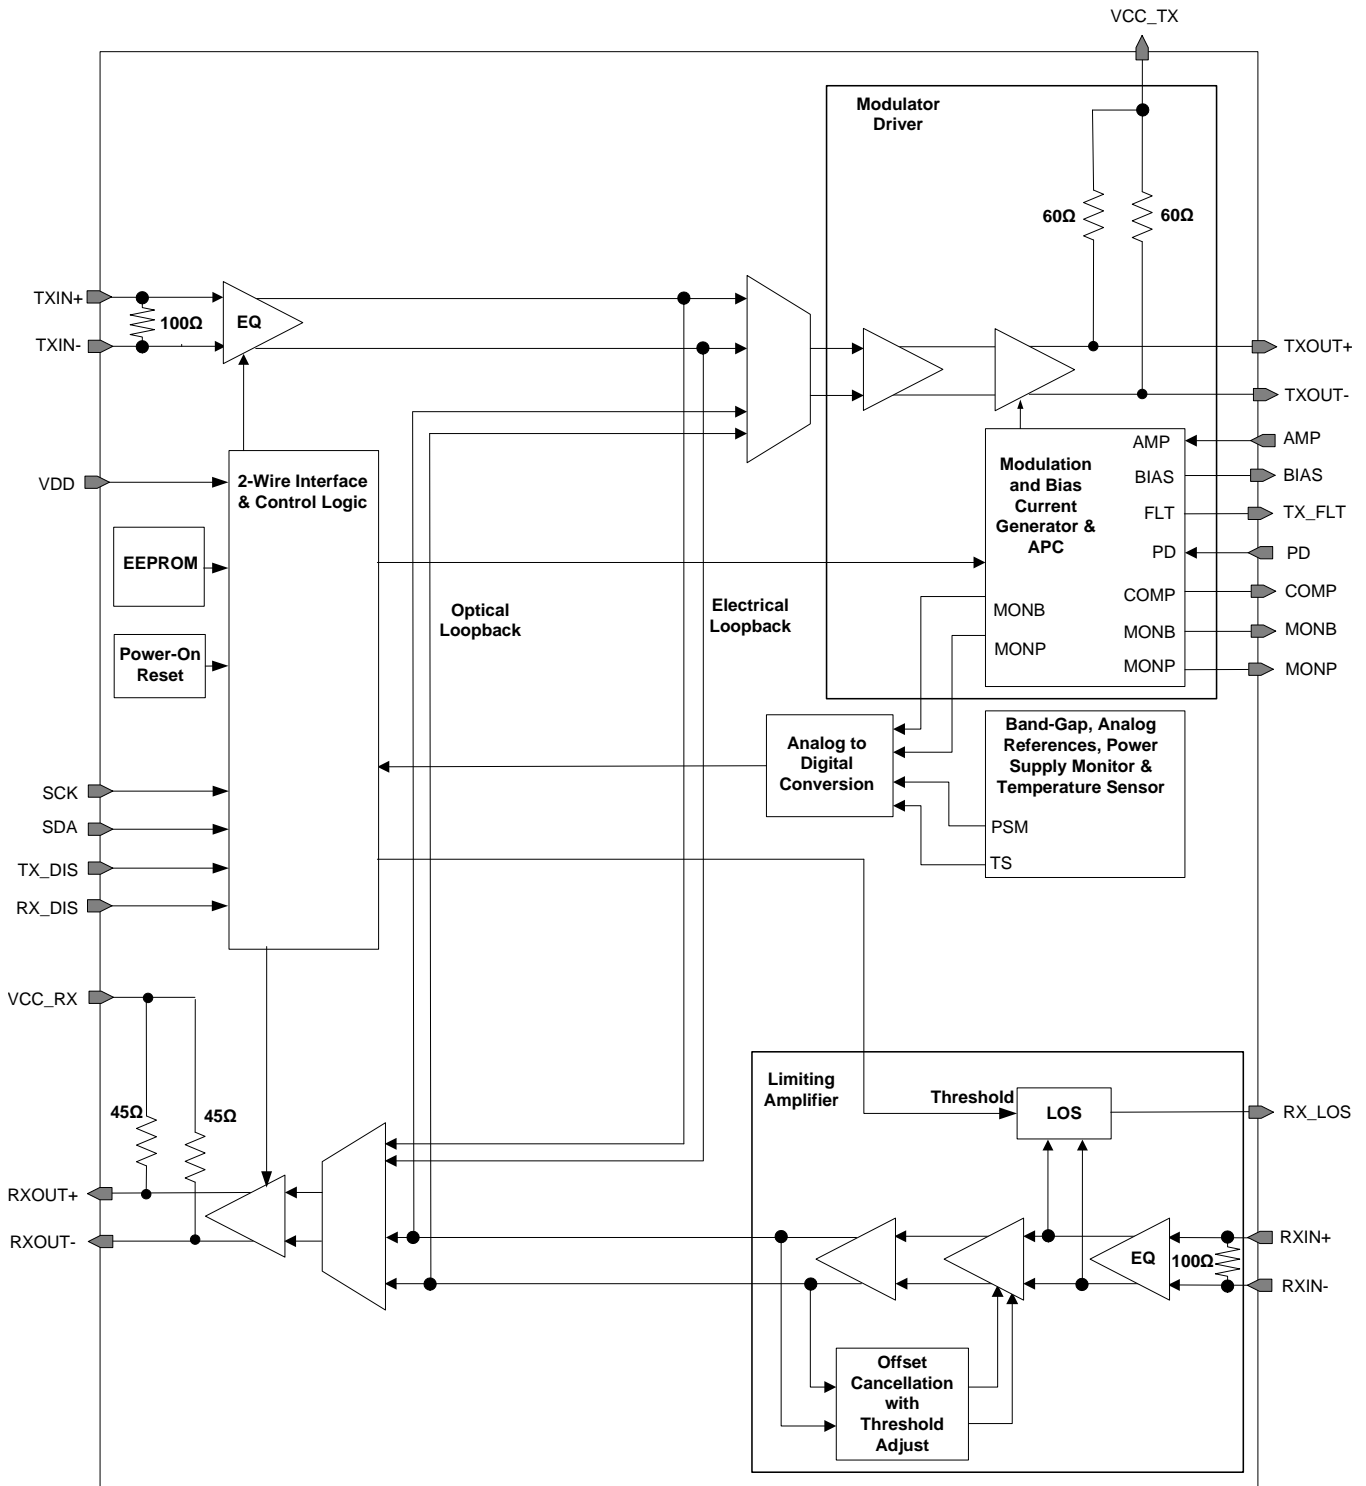 VCC_TX
Modulator
Driver
60Ω
60Ω
TXIN+
100Ω
EQ
TXIN-
TXOUT+
TXOUT-
AMP
AMP
Modulation
and Bias
Current
Generator &
APC
BIAS
BIAS
FLT
TX_FLT
PD
PD
COMP
COMP
MONB
MONB
MONP
MONP
MONB
MONP
VDD
2-Wire Interface
& Control Logic
EEPROM
Power-On
Reset
Optical
Loopback
Electrical
Loopback
Analog to
Digital
Conversion
Band-Gap, Analog
References, Power
Supply Monitor &
Temperature Sensor
PSM
TS
SCK
SDA
TX_DIS
RX_DIS
VCC_RX
45Ω
45Ω
RXOUT+
RXOUT-
Limiting
Amplifier
Threshold
LOS
RX_LOS
EQ
100Ω
RXIN+
RXIN-
Offset
Cancellation
with
Threshold
Adjust